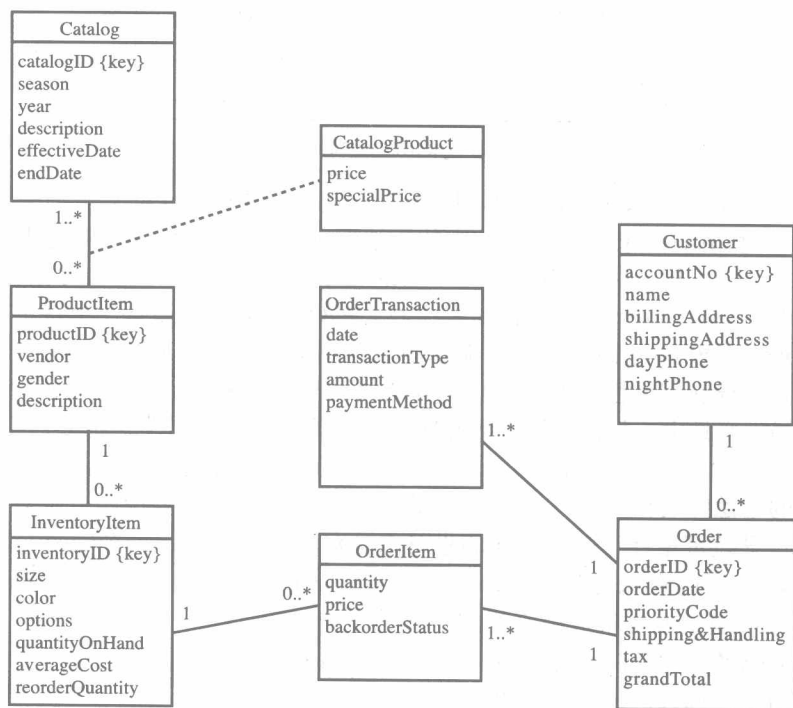 Catalog
catalogID {key}
season
year
description
effectiveDate
endDate
1..*
0..*
CatalogProduct
price
specialPrice
ProductItem
productID {key}
vendor
gender
description
1
0..*
OrderTransaction
date
transactionType
amount
paymentMethod
1..*
1
Customer
accountNo {key}
name
billingAddress
shippingAddress
dayPhone
nightPhone
1
0..*
InventoryItem
inventoryID {key}
size
color
options
quantityOnHand
averageCost
reorderQuantity
1
0..*
OrderItem
quantity
price
backorderStatus
1..*
1
Order
orderID {key}
orderDate
priorityCode
shipping&Handling
tax
grandTotal